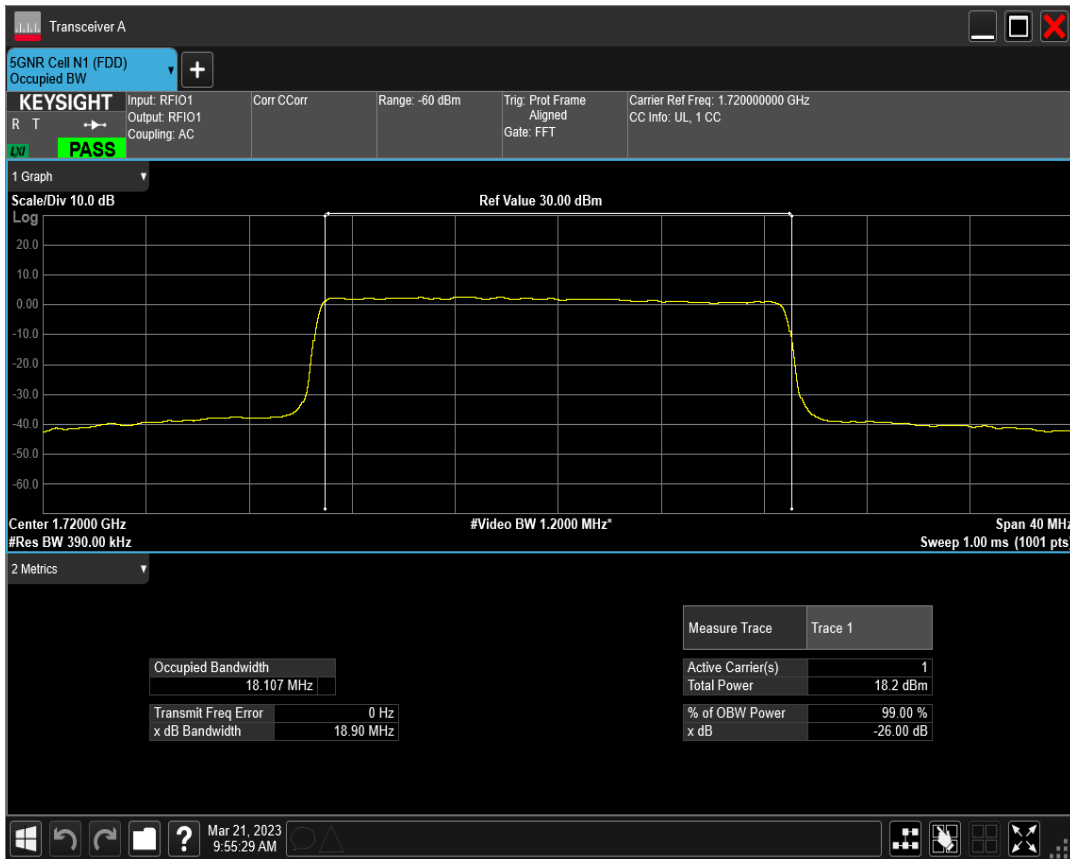 Transceiver A
5GNR Cell N1 (FDD)
Occupied BW
+
KEYSIGHT
R T
LXI
PASS
Input: RFIO1
Output: RFIO1
Coupling: AC
Corr CCorr
Range: -60 dBm
Trig: Prot Frame
Aligned
Gate: FFT
Carrier Ref Freq: 1.720000000 GHz
CC Info: UL, 1 CC
1 Graph
Scale/Div 10.0 dB
Ref Value 30.00 dBm
Log
20.0
10.0
0.00
-10.0
-20.0
-30.0
-40.0
-50.0
-60.0
Center 1.72000 GHz
#Video BW 1.2000 MHz*
Span 40 MHz
#Res BW 390.00 kHz
Sweep 1.00 ms (1001 pts)
2 Metrics
Measure Trace Trace 1
Occupied Bandwidth
18.107 MHz
Transmit Freq Error 0 Hz
x dB Bandwidth 18.90 MHz
Active Carrier(s) 1
Total Power 18.2 dBm
% of OBW Power 99.00 %
x dB -26.00 dB
?
Mar 21, 2023
9:55:29 AM